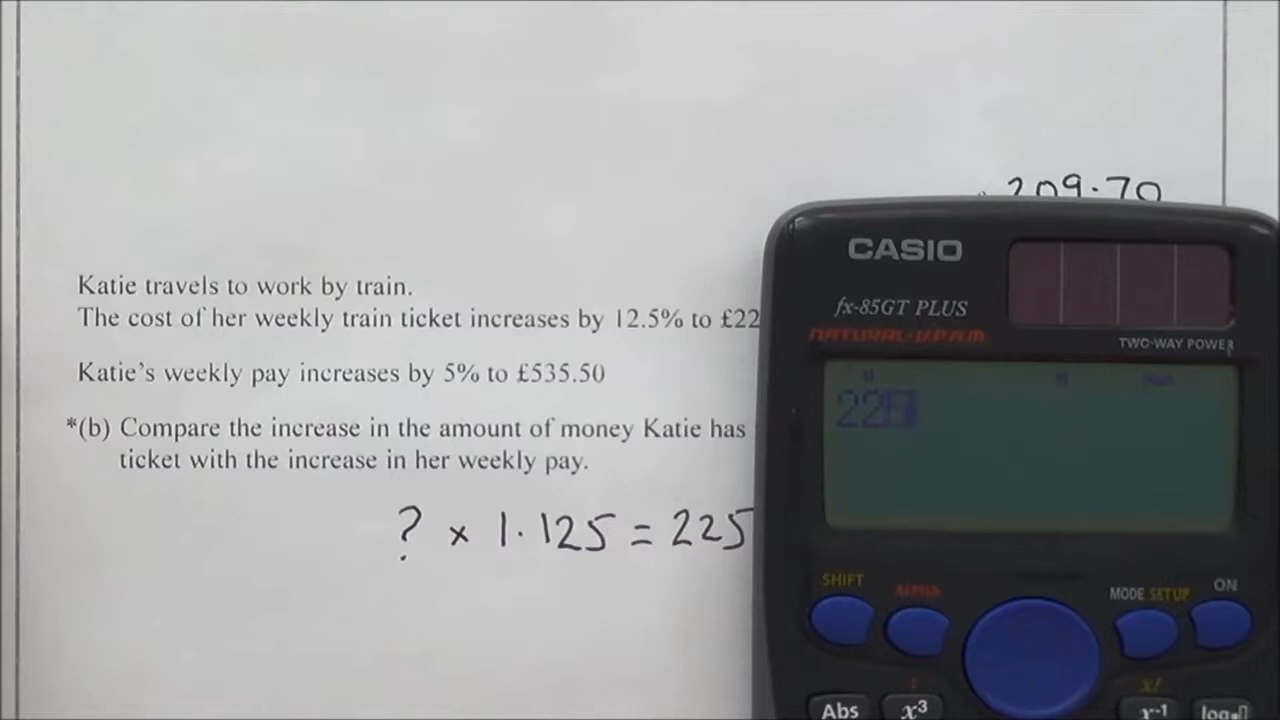 209.70
Katie travels to work by train.
The cost of her weekly train ticket increases by 12.5% to £22
Katie's weekly pay increases by 5% to £535.50
*(b) Compare the increase in the amount of money Katie has
ticket with the increase in her weekly pay.
? × 1.125 = 225
CASIO
fx-85GT PLUS
NATURAL-V.P.A.M.
TWO-WAY POWER
225
SHIFT
ALPHA
MODE SETUP
ON
Abs
x³
x!
x⁻¹